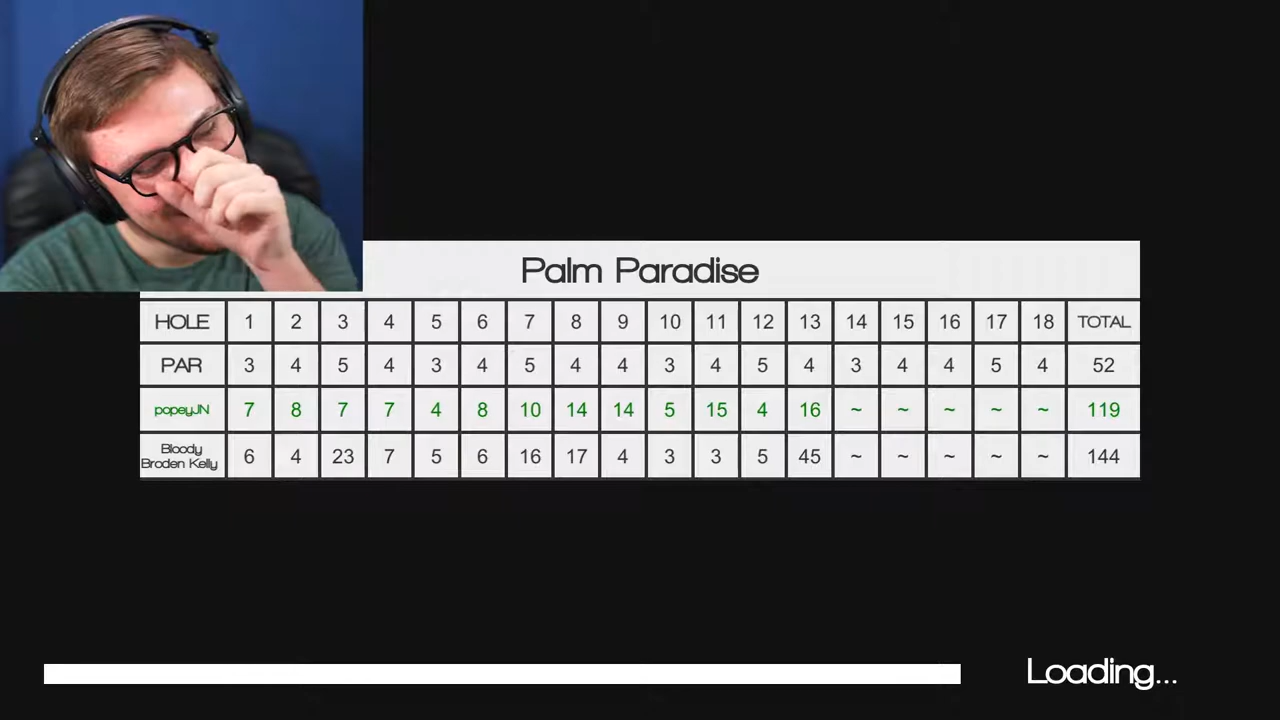 Palm Paradise
HOLE 1 2 3 4 5 6 7 8 9 10 11 12 13 14 15 16 17 18 TOTAL
PAR 3 4 5 4 3 4 5 4 4 3 4 5 4 3 4 4 5 4 52
popeyJN 7 8 7 7 4 8 10 14 14 5 15 4 16 ~ ~ ~ ~ ~ 119
Bloody
Broden Kelly 6 4 23 7 5 6 16 17 4 3 3 5 45 ~ ~ ~ ~ ~ 144
Loading...